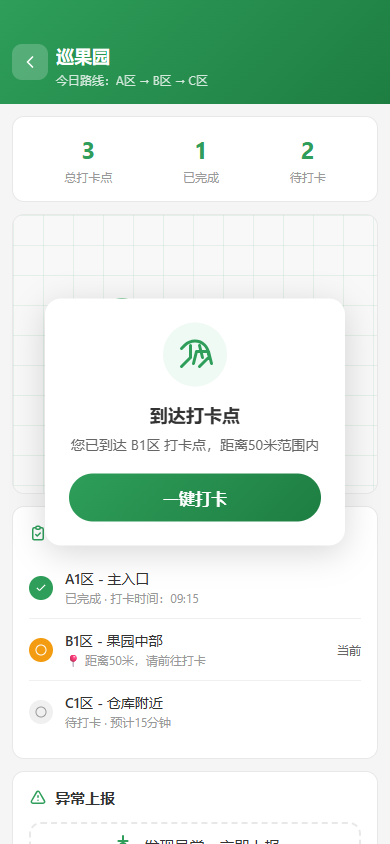 巡果园
今日路线：A区 → B区 → C区
3
1
2
总打卡点
已完成
待打卡
到达打卡点
您已到达 B1区 打卡点，距离50米范围内
一键打卡
A1区 - 主入口
已完成 · 打卡时间：09:15
B1区 - 果园中部
距离50米，请前往打卡
当前
C1区 - 仓库附近
待打卡 · 预计15分钟
异常上报